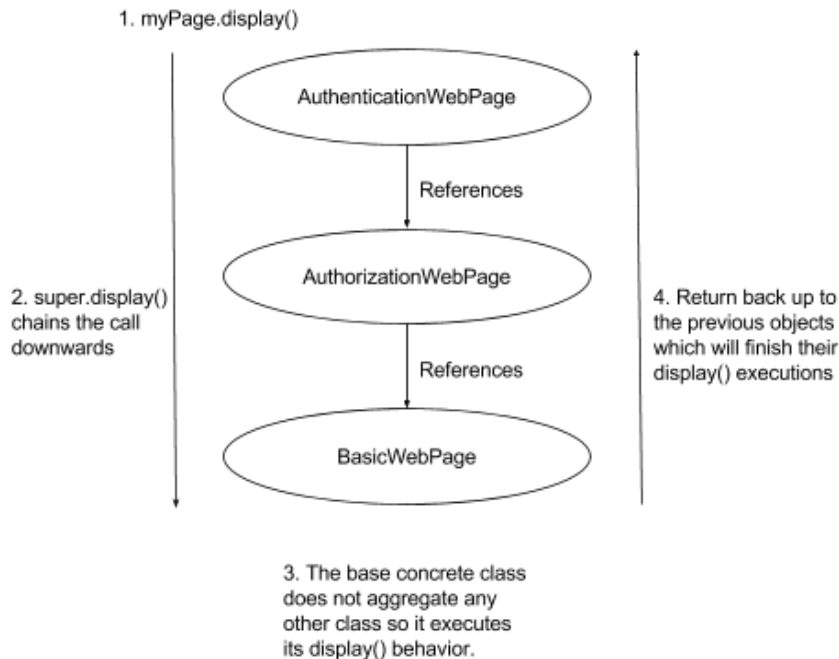 1. myPage.display()
AuthenticationWebPage
References
AuthorizationWebPage
2. super.display()
chains the call
downwards
4. Return back up to
the previous objects
which will finish their
display() executions
References
BasicWebPage
3. The base concrete class
does not aggregate any
other class so it executes
its display() behavior.